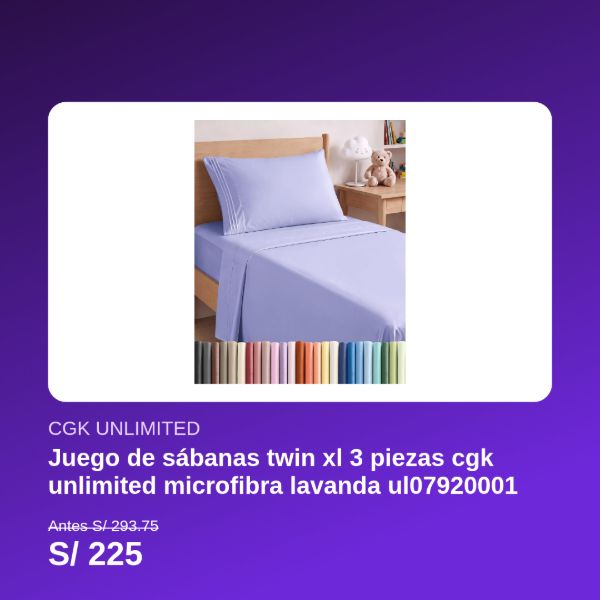 CGK UNLIMITED
Juego de sábanas twin xl 3 piezas cgk
unlimited microfibra lavanda ul07920001
Antes S/ 293.75
S/ 225